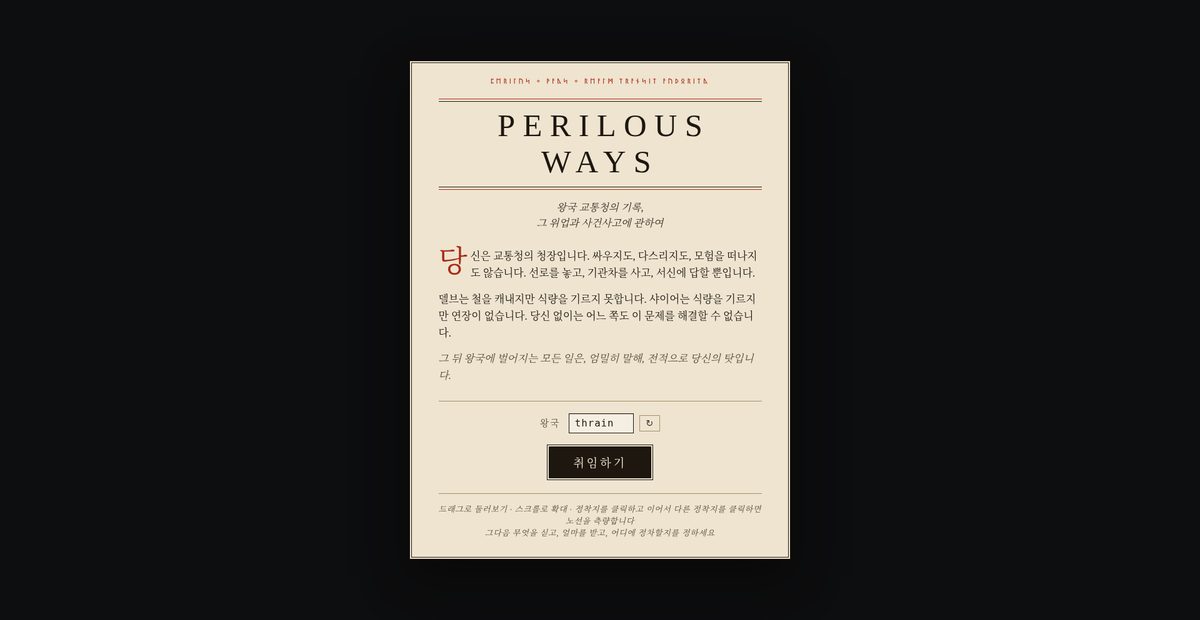 PERILOUS
WAYS
왕국 교통청의 기록,
그 위업과 사건사고에 관하여
당신은 교통청의 청장입니다. 싸우지도, 다스리지도, 모험을 떠나지
도 않습니다. 선로를 놓고, 기관차를 사고, 서신에 답할 뿐입니다.
델브는 철을 캐내지만 식량을 기르지 못합니다. 샤이어는 식량을 기르지
만 연장이 없습니다. 당신 없이는 어느 쪽도 이 문제를 해결할 수 없습니
다.
그 뒤 왕국에 벌어지는 모든 일은, 엄밀히 말해, 전적으로 당신의 탓입니
다.
왕국 thrain ↻
취임하기
드래그로 둘러보기 · 스크롤로 확대 · 정착지를 클릭하고 이어서 다른 정착지를 클릭하면
노선을 측량합니다
그다음 무엇을 싣고, 얼마를 받고, 어디에 정차할지를 정하세요